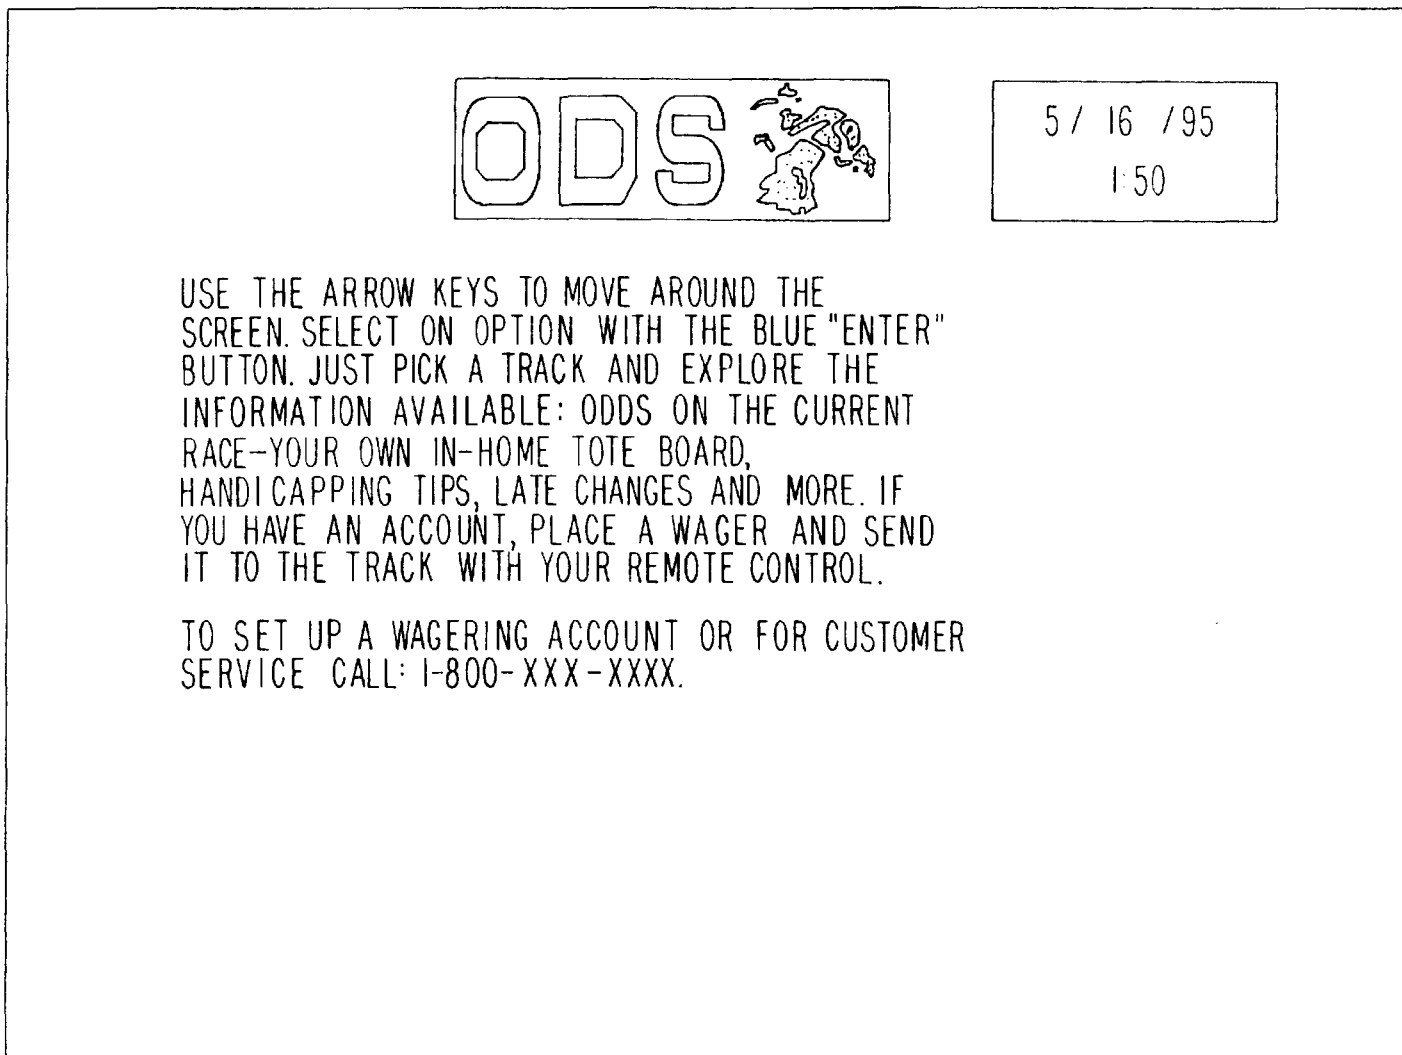 ODS
5/ 16 /95
1:50
USE THE ARROW KEYS TO MOVE AROUND THE
SCREEN. SELECT ON OPTION WITH THE BLUE "ENTER"
BUTTON. JUST PICK A TRACK AND EXPLORE THE
INFORMATION AVAILABLE: ODDS ON THE CURRENT
RACE-YOUR OWN IN-HOME TOTE BOARD,
HANDICAPPING TIPS, LATE CHANGES AND MORE. IF
YOU HAVE AN ACCOUNT, PLACE A WAGER AND SEND
IT TO THE TRACK WITH YOUR REMOTE CONTROL.
TO SET UP A WAGERING ACCOUNT OR FOR CUSTOMER
SERVICE CALL: 1-800-XXX-XXXX.